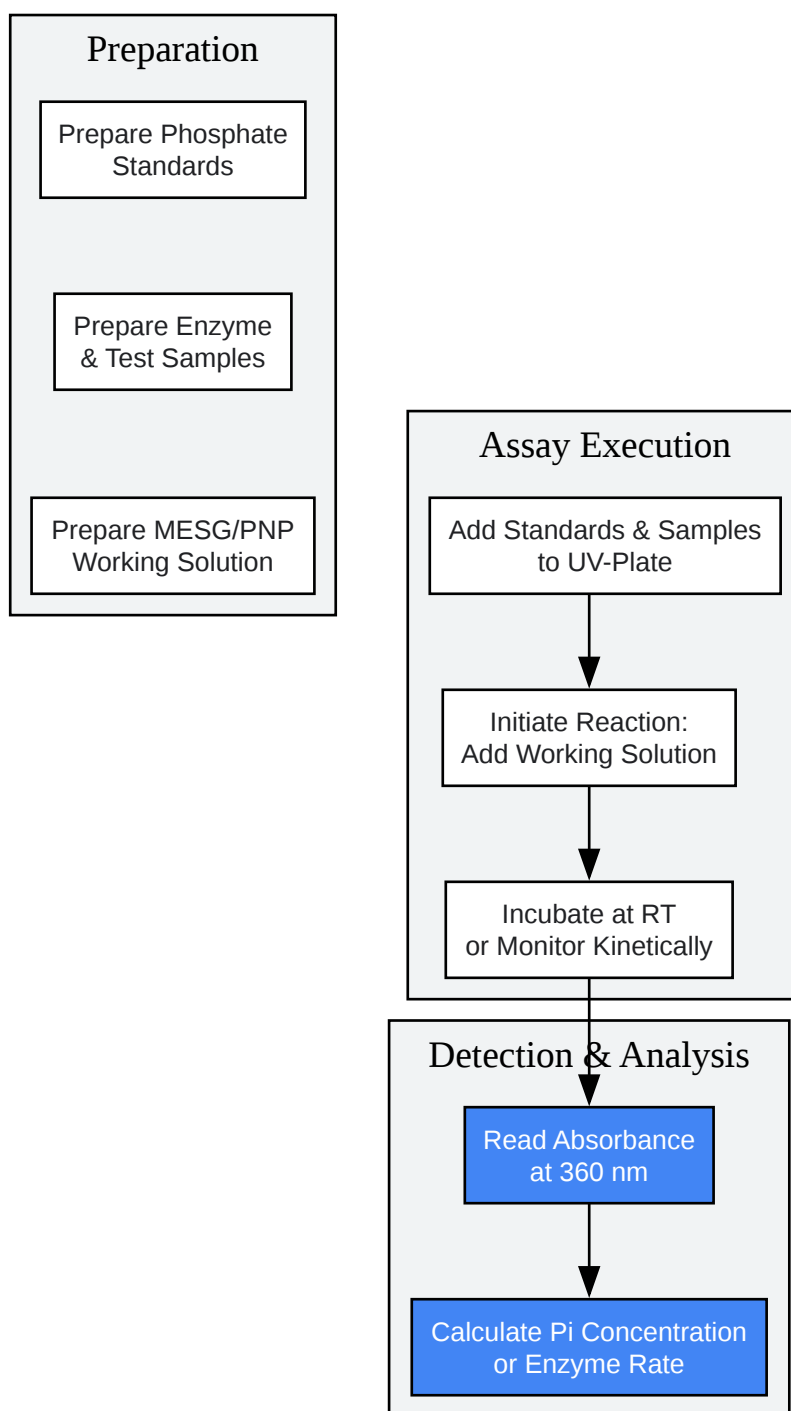 Preparation
Prepare Phosphate
Standards
Prepare Enzyme
& Test Samples
Prepare MESG/PNP
Working Solution
Assay Execution
Add Standards & Samples
to UV-Plate
Initiate Reaction:
Add Working Solution
Incubate at RT
or Monitor Kinetically
Detection & Analysis
Read Absorbance
at 360 nm
Calculate Pi Concentration
or Enzyme Rate